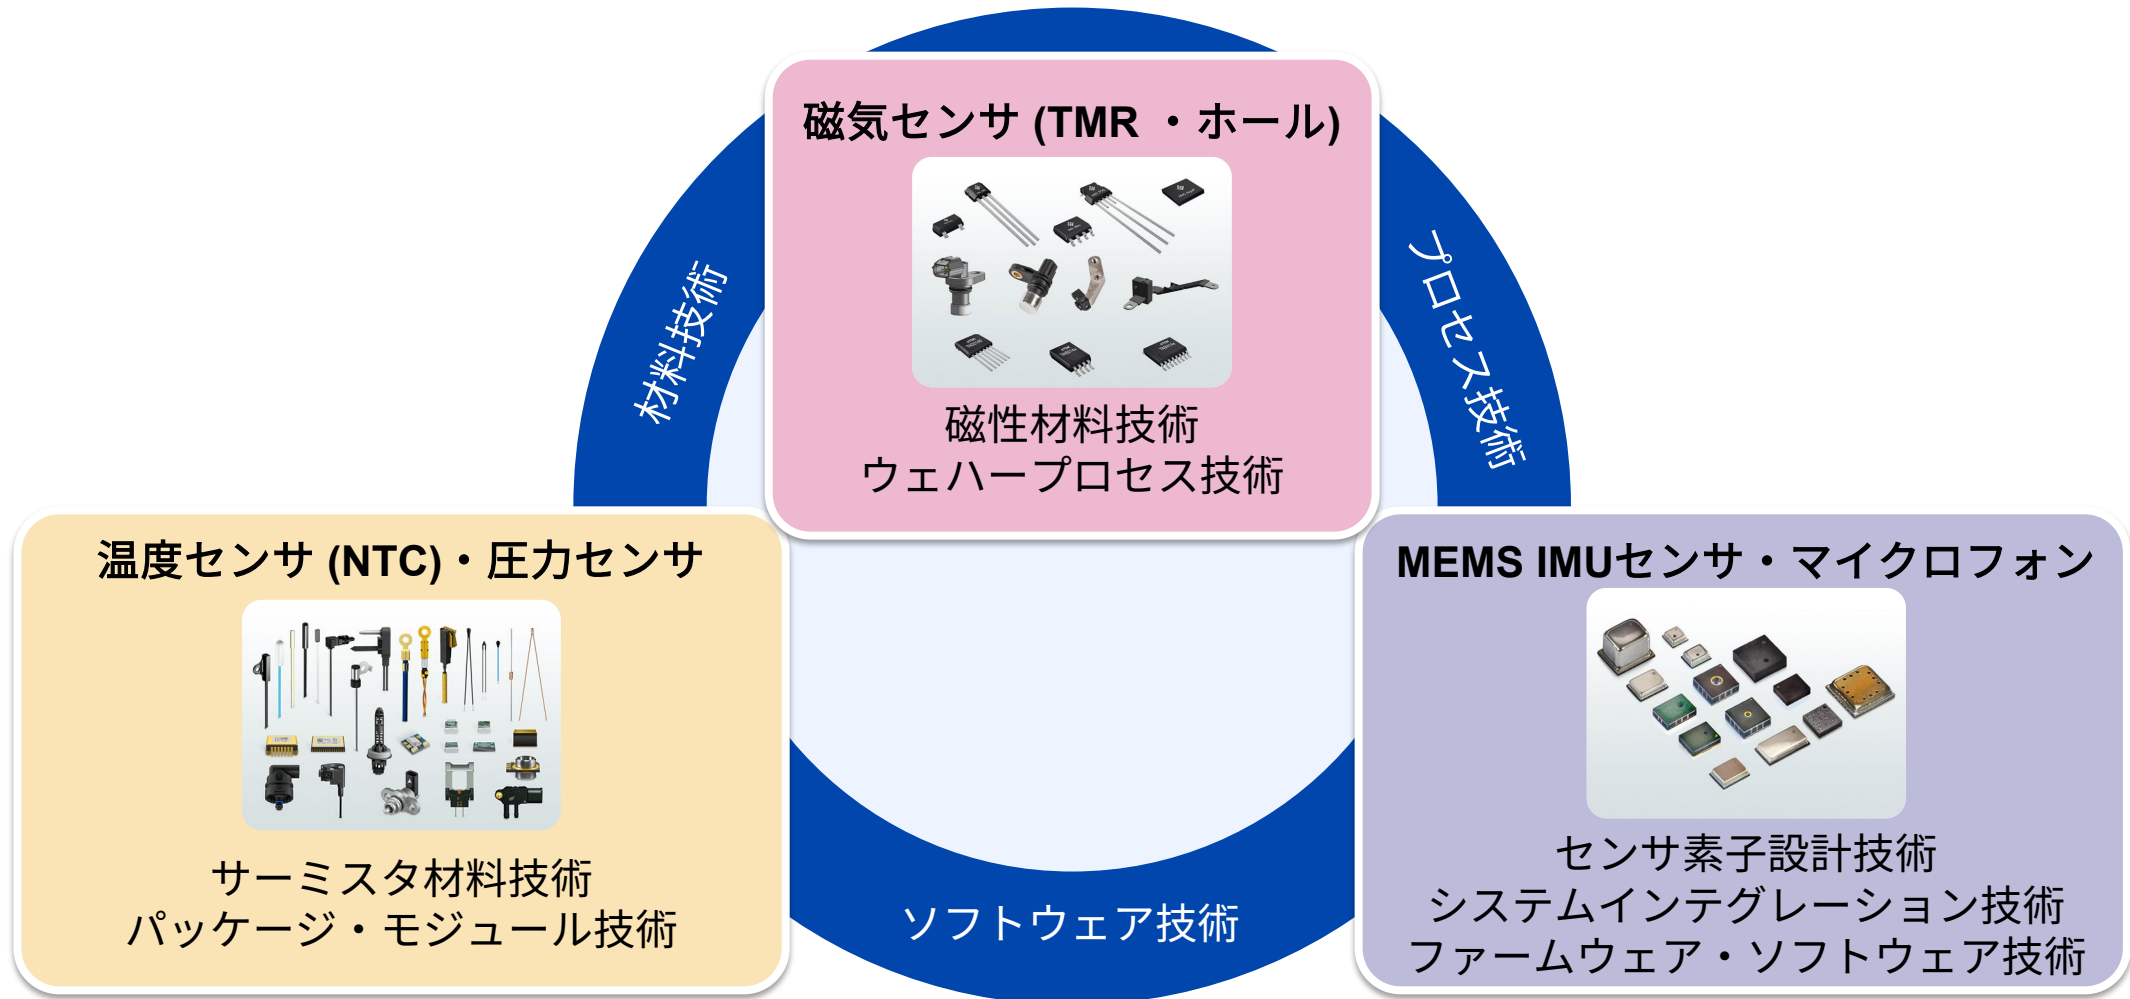 磁気センサ (TMR ・ホール)
磁性材料技術
ウェハープロセス技術
材料技術
プロセス技術
温度センサ (NTC)・圧力センサ
サーミスタ材料技術
パッケージ・モジュール技術
MEMS IMUセンサ・マイクロフォン
センサ素子設計技術
システムインテグレーション技術
ファームウェア・ソフトウェア技術
ソフトウェア技術